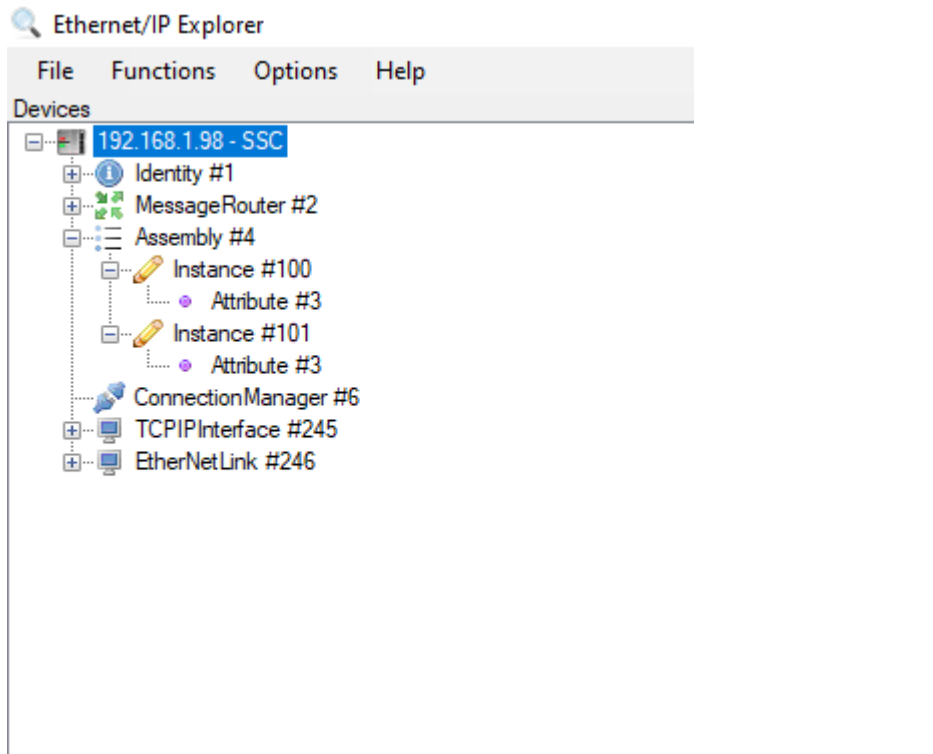 Ethernet/IP Explorer
File Functions Options Help
Devices
192.168.1.98 - SSC
Identity #1
MessageRouter #2
Assembly #4
Instance #100
Attribute #3
Instance #101
Attribute #3
ConnectionManager #6
TCPIPInterface #245
EtherNetLink #246